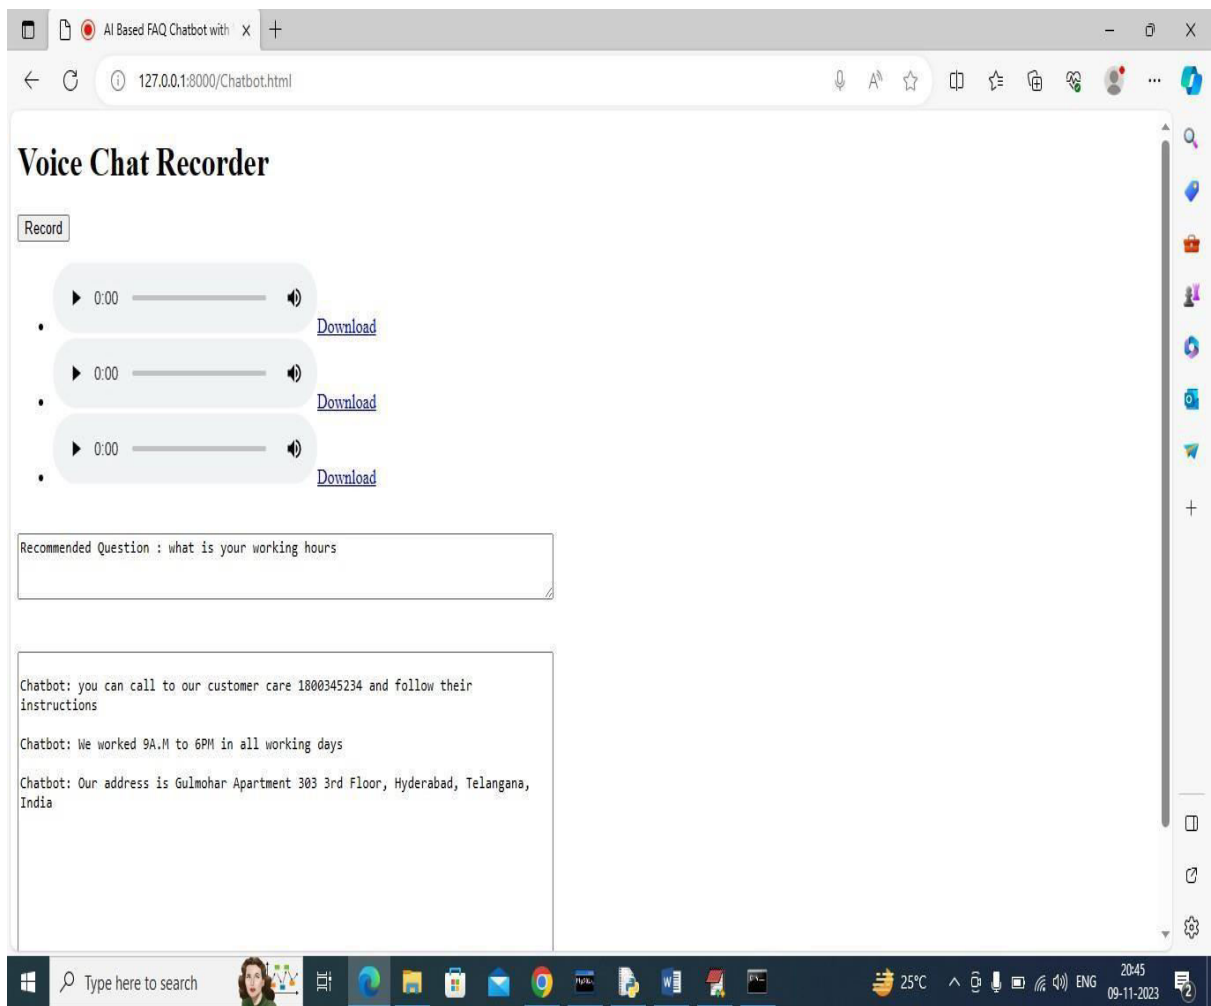 AI Based FAQ Chatbot with
127.0.0.1:8000/Chatbot.html
Voice Chat Recorder
Record
0:00
Download
0:00
Download
0:00
Download
Recommended Question : what is your working hours
Chatbot: you can call to our customer care 1800345234 and follow their
instructions
Chatbot: We worked 9A.M to 6PM in all working days
Chatbot: Our address is Gulmohar Apartment 303 3rd Floor, Hyderabad, Telangana,
India
Type here to search
25°C
ENG
20:45
09-11-2023
2